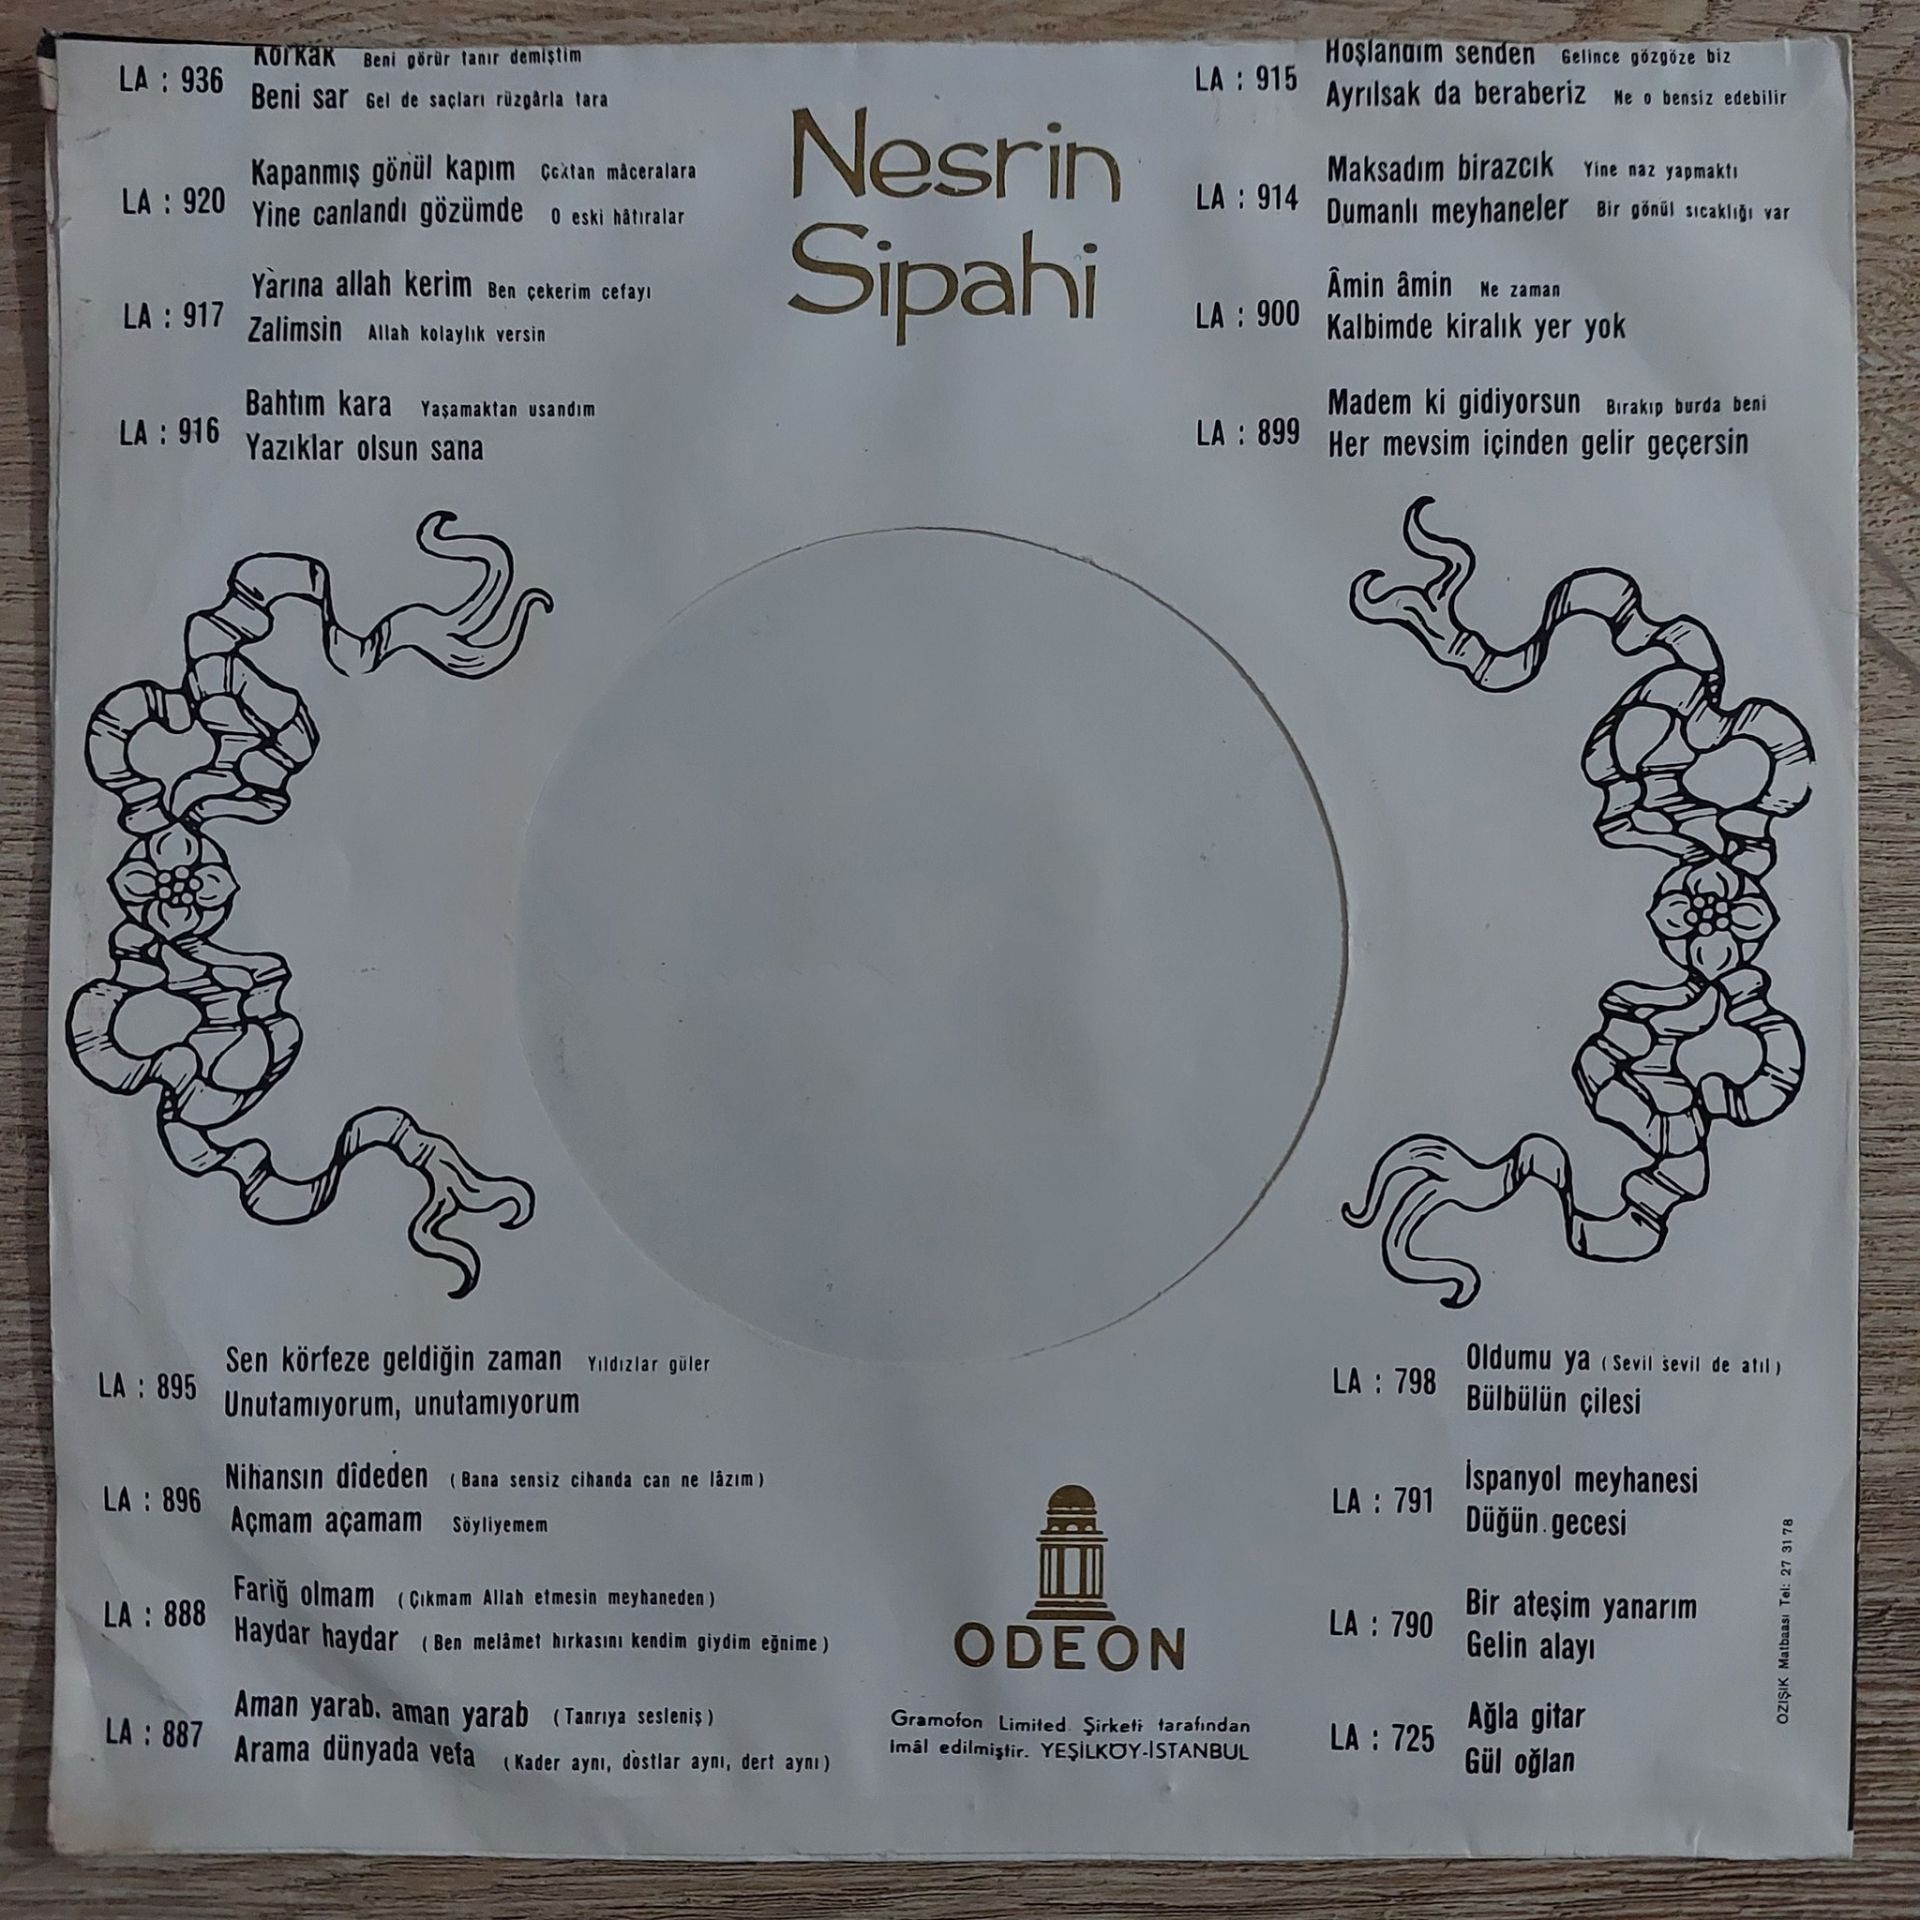 Korkak Beni görür tanır demiştim
LA : 936
Beni sar Gel de saçları rüzgârla tara
Kapanmış gönül kapım Çoktan mâceralara
LA : 920
Yine canlandı gözümde O eski hâtıralar
Yarına allah kerim Ben çekerim cefayı
LA : 917
Zalimsin Allah kolaylık versin
Bahtım kara Yaşamaktan usandım
LA : 916
Yazıklar olsun sana
Nesrin
Sipahi
Hoşlandım senden Gelince gözgöze biz
LA : 915
Ayrılsak da beraberiz Ne o bensiz edebilir
Maksadım birazcık Yine naz yapmaktı
LA : 914
Dumanlı meyhaneler Bir gönül sıcaklığı var
Âmin âmin Ne zaman
LA : 900
Kalbimde kiralık yer yok
Madem ki gidiyorsun Bırakıp burda beni
LA : 899
Her mevsim içinden gelir geçersin
Sen körfeze geldiğin zaman Yıldızlar güler
LA : 895
Unutamıyorum, unutamıyorum
Nihansın dîdeden (Bana sensiz cihanda can ne lâzım)
LA : 896
Açmam açamam Söyliyemem
Fariğ olmam (Çıkmam Allah etmesin meyhaneden)
LA : 888
Haydar haydar (Ben melâmet hırkasını kendim giydim eğnime)
Aman yarab. aman yarab (Tanrıya sesleniş)
LA : 887
Arama dünyada vefa (Kader aynı, dostlar aynı, dert aynı)
ODEON
Gramofon Limited Şirketi tarafından
imâl edilmiştir. YEŞİLKÖY-İSTANBUL
Oldumu ya (Sevil sevil de atıl)
LA : 798
Bülbülün çilesi
İspanyol meyhanesi
LA : 791
Düğün gecesi
Bir ateşim yanarım
LA : 790
Gelin alayı
Ağla gitar
LA : 725
Gül oğlan
ÖZIŞIK Matbaası Tel: 27 31 78